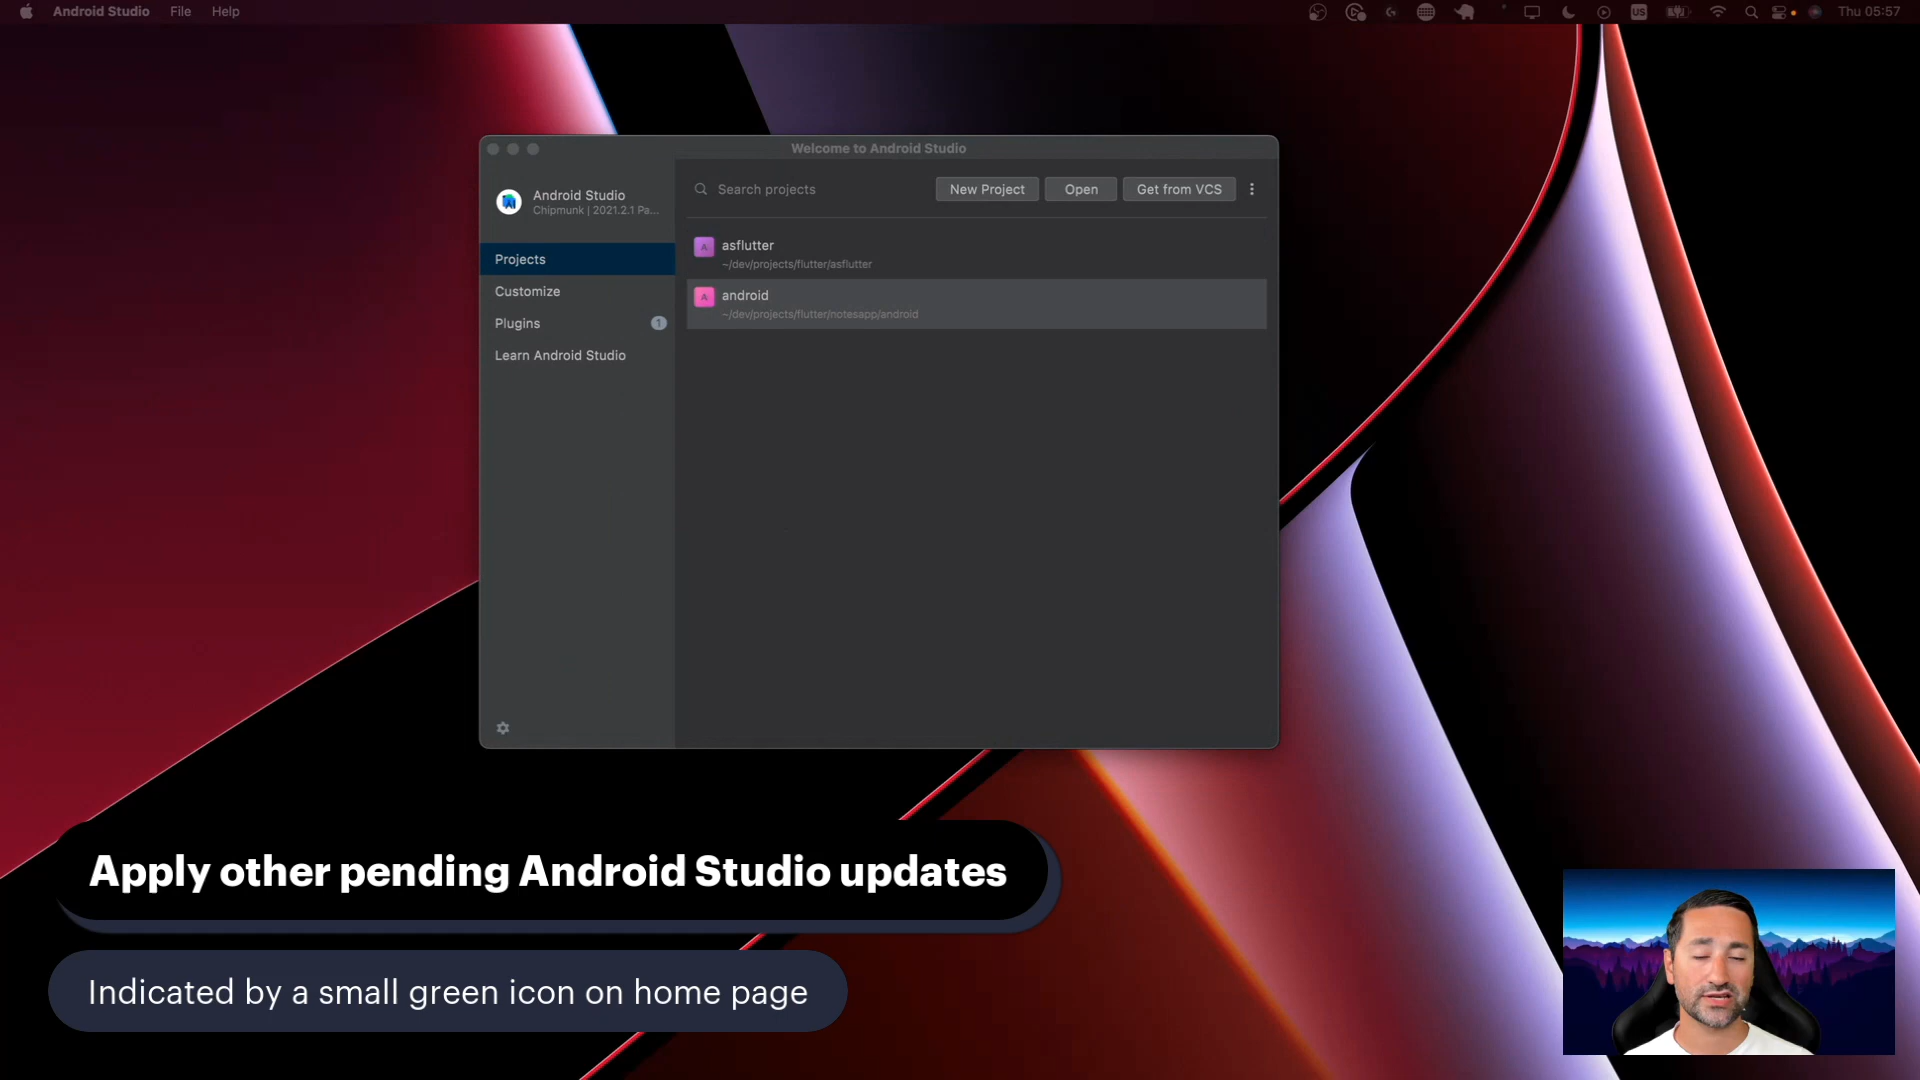 Android Studio File Help
US
Thu 05:57
Welcome to Android Studio
Android Studio
Chipmunk | 2021.2.1 Pa...
Search projects
New Project
Open
Get from VCS
Projects
Customize
Plugins
1
Learn Android Studio
A
asflutter
~/dev/projects/flutter/asflutter
A
android
~/dev/projects/flutter/notesapp/android
Apply other pending Android Studio updates
Indicated by a small green icon on home page